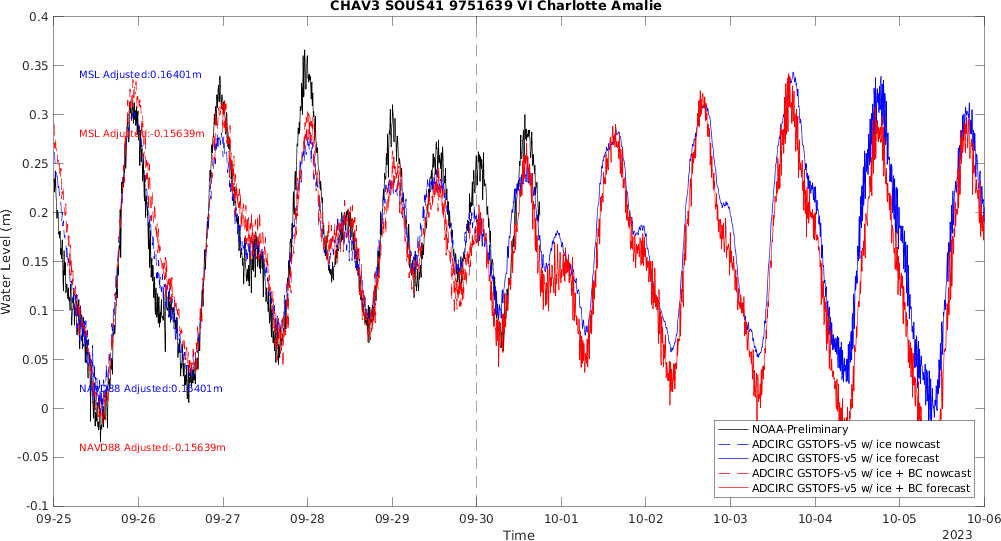 CHAV3 SOUS41 9751639 VI Charlotte Amalie
0.4
0.35
0.3
0.25
0.2
0.15
0.1
0.05
0
-0.05
-0.1
Water Level (m)
MSL Adjusted:0.16401m
MSL Adjusted:-0.15639m
NAVD88 Adjusted:0.16401m
NAVD88 Adjusted:-0.15639m
NOAA-Preliminary
ADCIRC GSTOFS-v5 w/ ice nowcast
ADCIRC GSTOFS-v5 w/ ice forecast
ADCIRC GSTOFS-v5 w/ ice + BC nowcast
ADCIRC GSTOFS-v5 w/ ice + BC forecast
09-25 09-26 09-27 09-28 09-29 09-30 10-01 10-02 10-03 10-04 10-05 10-06
Time
2023